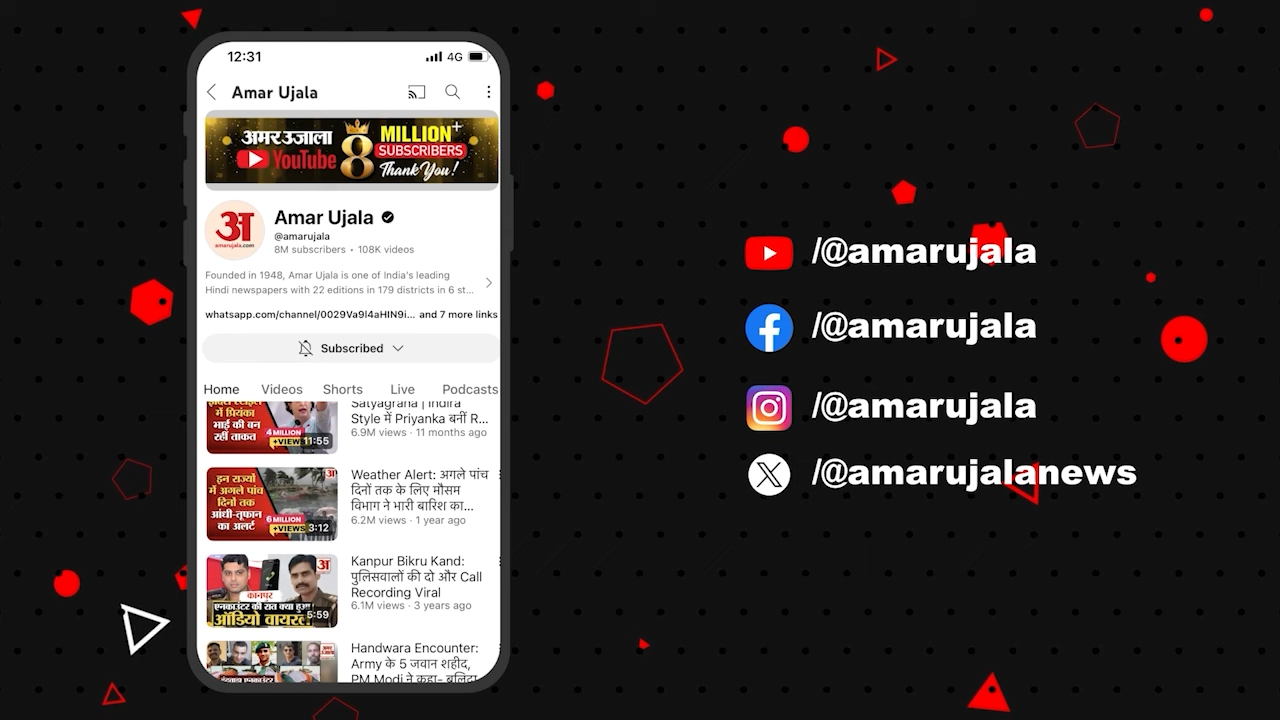 12:31
4G
Amar Ujala
अमर उजाला
YouTube
8
MILLION+
SUBSCRIBERS
Thank You!
अ
amarujala.com
Amar Ujala
@amarujala
8M subscribers • 108K videos
Founded in 1948, Amar Ujala is one of India's leading
Hindi newspapers with 22 editions in 179 districts in 6 st...
whatsapp.com/channel/0029Va9l4aHIN9i... and 7 more links
Subscribed
Home Videos Shorts Live Podcasts
में प्रियंका
भाई की बन
रहीं ताकत
4 MILLION
+VIEWS
11:55
Satyagrana | Indira
Style में Priyanka बनीं R...
6.9M views · 11 months ago
इन राज्यों
में अगले पांच
दिनों तक
आंधी-तूफान
का अलर्ट
6 MILLION
+VIEWS
3:12
Weather Alert: अगले पांच
दिनों तक के लिए मौसम
विभाग ने भारी बारिश का...
6.2M views · 1 year ago
अ
कानपुर
एनकाउंटर की रात क्या हुआ
ऑडियो वायरल
5:59
Kanpur Bikru Kand:
पुलिसवालों की दो और Call
Recording Viral
6.1M views · 3 years ago
Handwara Encounter:
Army के 5 जवान शहीद,
PM Modi ने कहा- बलिदा
/@amarujala
/@amarujala
/@amarujala
/@amarujalanews